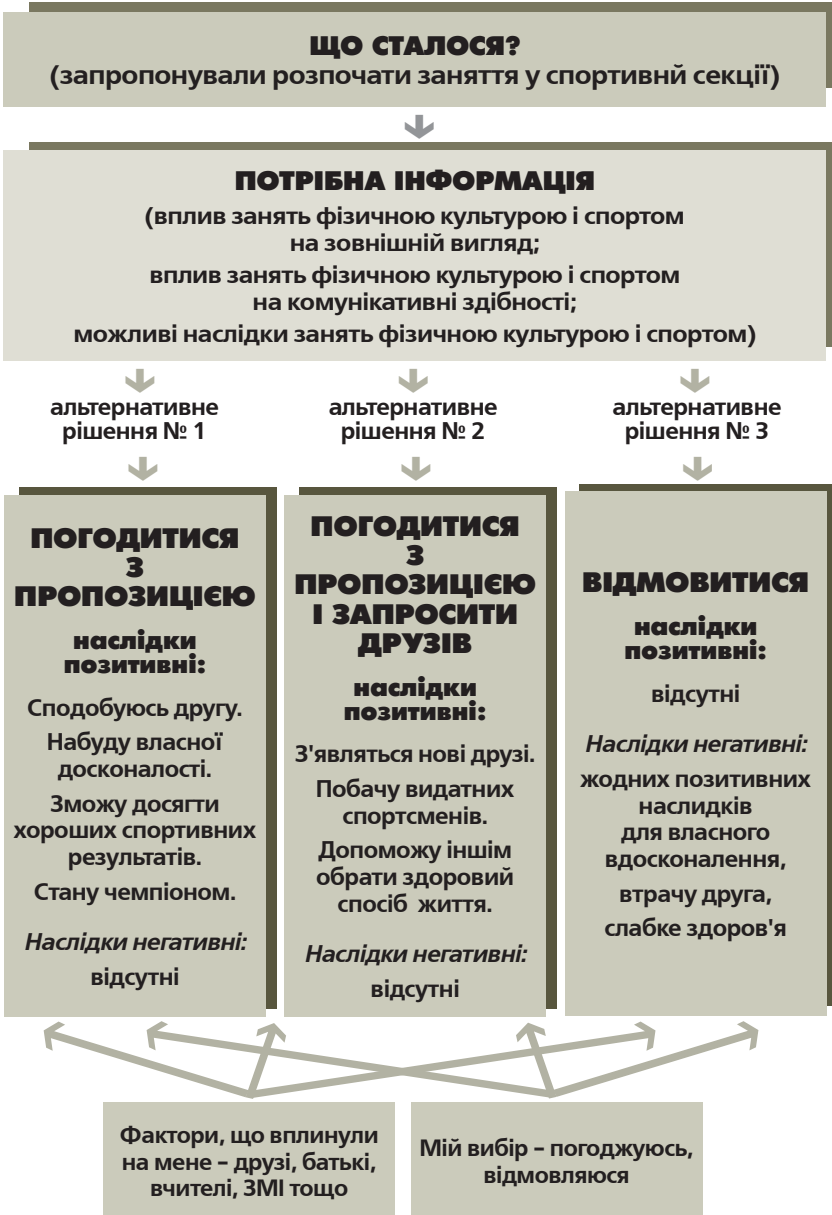 ЩО СТАЛОСЯ?
(запропонували розпочати заняття у спортивнй секції)
ПОТРІБНА ІНФОРМАЦІЯ
(вплив занять фізичною культурою і спортом
на зовнішній вигляд;
вплив занять фізичною культурою і спортом
на комунікативні здібності;
можливі наслідки занять фізичною культурою і спортом)
альтернативне
рішення № 1
альтернативне
рішення № 2
альтернативне
рішення № 3
ПОГОДИТИСЯ
З
ПРОПОЗИЦІЄЮ
наслідки
позитивні:
Сподобуюсь другу.
Набуду власної
досконалості.
Зможу досягти
хороших спортивних
результатів.
Стану чемпіоном.
Наслідки негативні:
відсутні
ПОГОДИТИСЯ
З
ПРОПОЗИЦІЄЮ
І ЗАПРОСИТИ
ДРУЗІВ
наслідки
позитивні:
З'являться нові друзі.
Побачу видатних
спортсменів.
Допоможу іншім
обрати здоровий
спосіб життя.
Наслідки негативні:
відсутні
ВІДМОВИТИСЯ
наслідки
позитивні:
відсутні
Наслідки негативні:
жодних позитивних
наслидків
для власного
вдосконалення,
втрачу друга,
слабке здоров'я
Фактори, що вплинули
на мене – друзі, батькі,
вчителі, ЗМІ тощо
Мій вибір – погоджуюсь,
відмовляюся